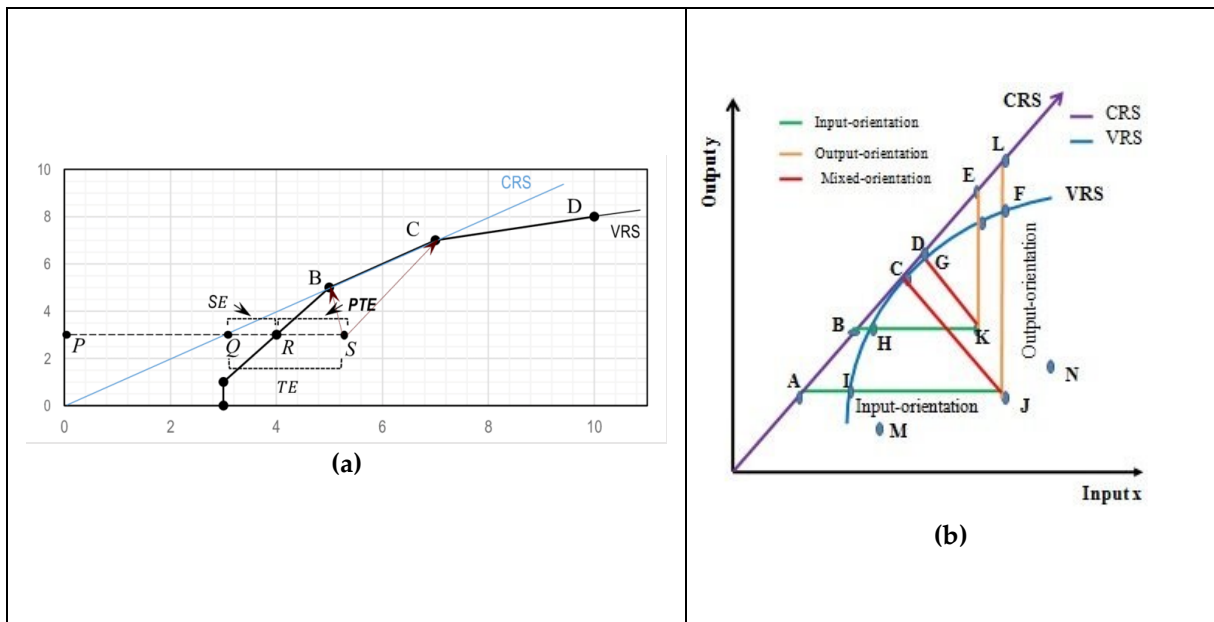 10
8
6
4
2
0
0
2
4
6
8
10
CRS
D
VRS
C
B
SE
PTE
P
Q
R
S
TE
(a)
CRS
CRS
VRS
Input-orientation
Output-orientation
Mixed-orientation
Output y
L
E
F
VRS
D
G
C
Output-orientation
B
H
K
N
A
I
Input-orientation
J
M
Input x
(b)